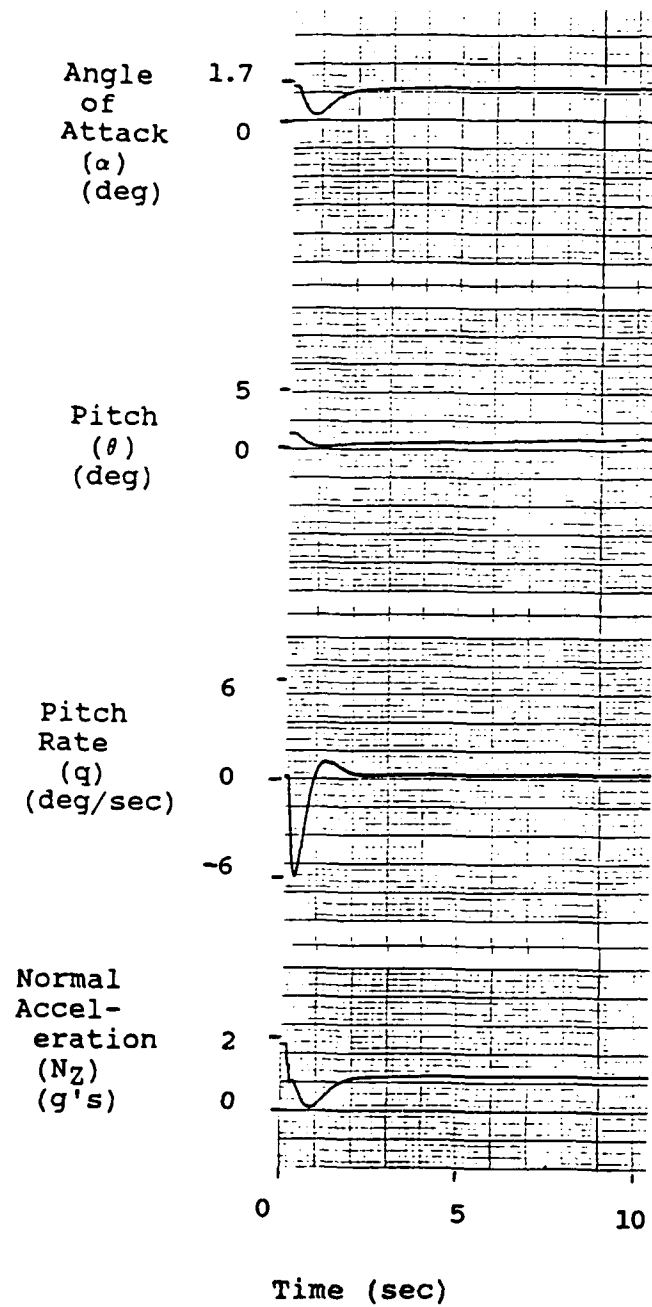 Angle
of
Attack
(α)
(deg)
1.7
0
Pitch
(θ)
(deg)
5
0
Pitch
Rate
(q)
(deg/sec)
6
0
-6
Normal
Accel-
eration
(NZ)
(g's)
2
0
0
5
10
Time (sec)